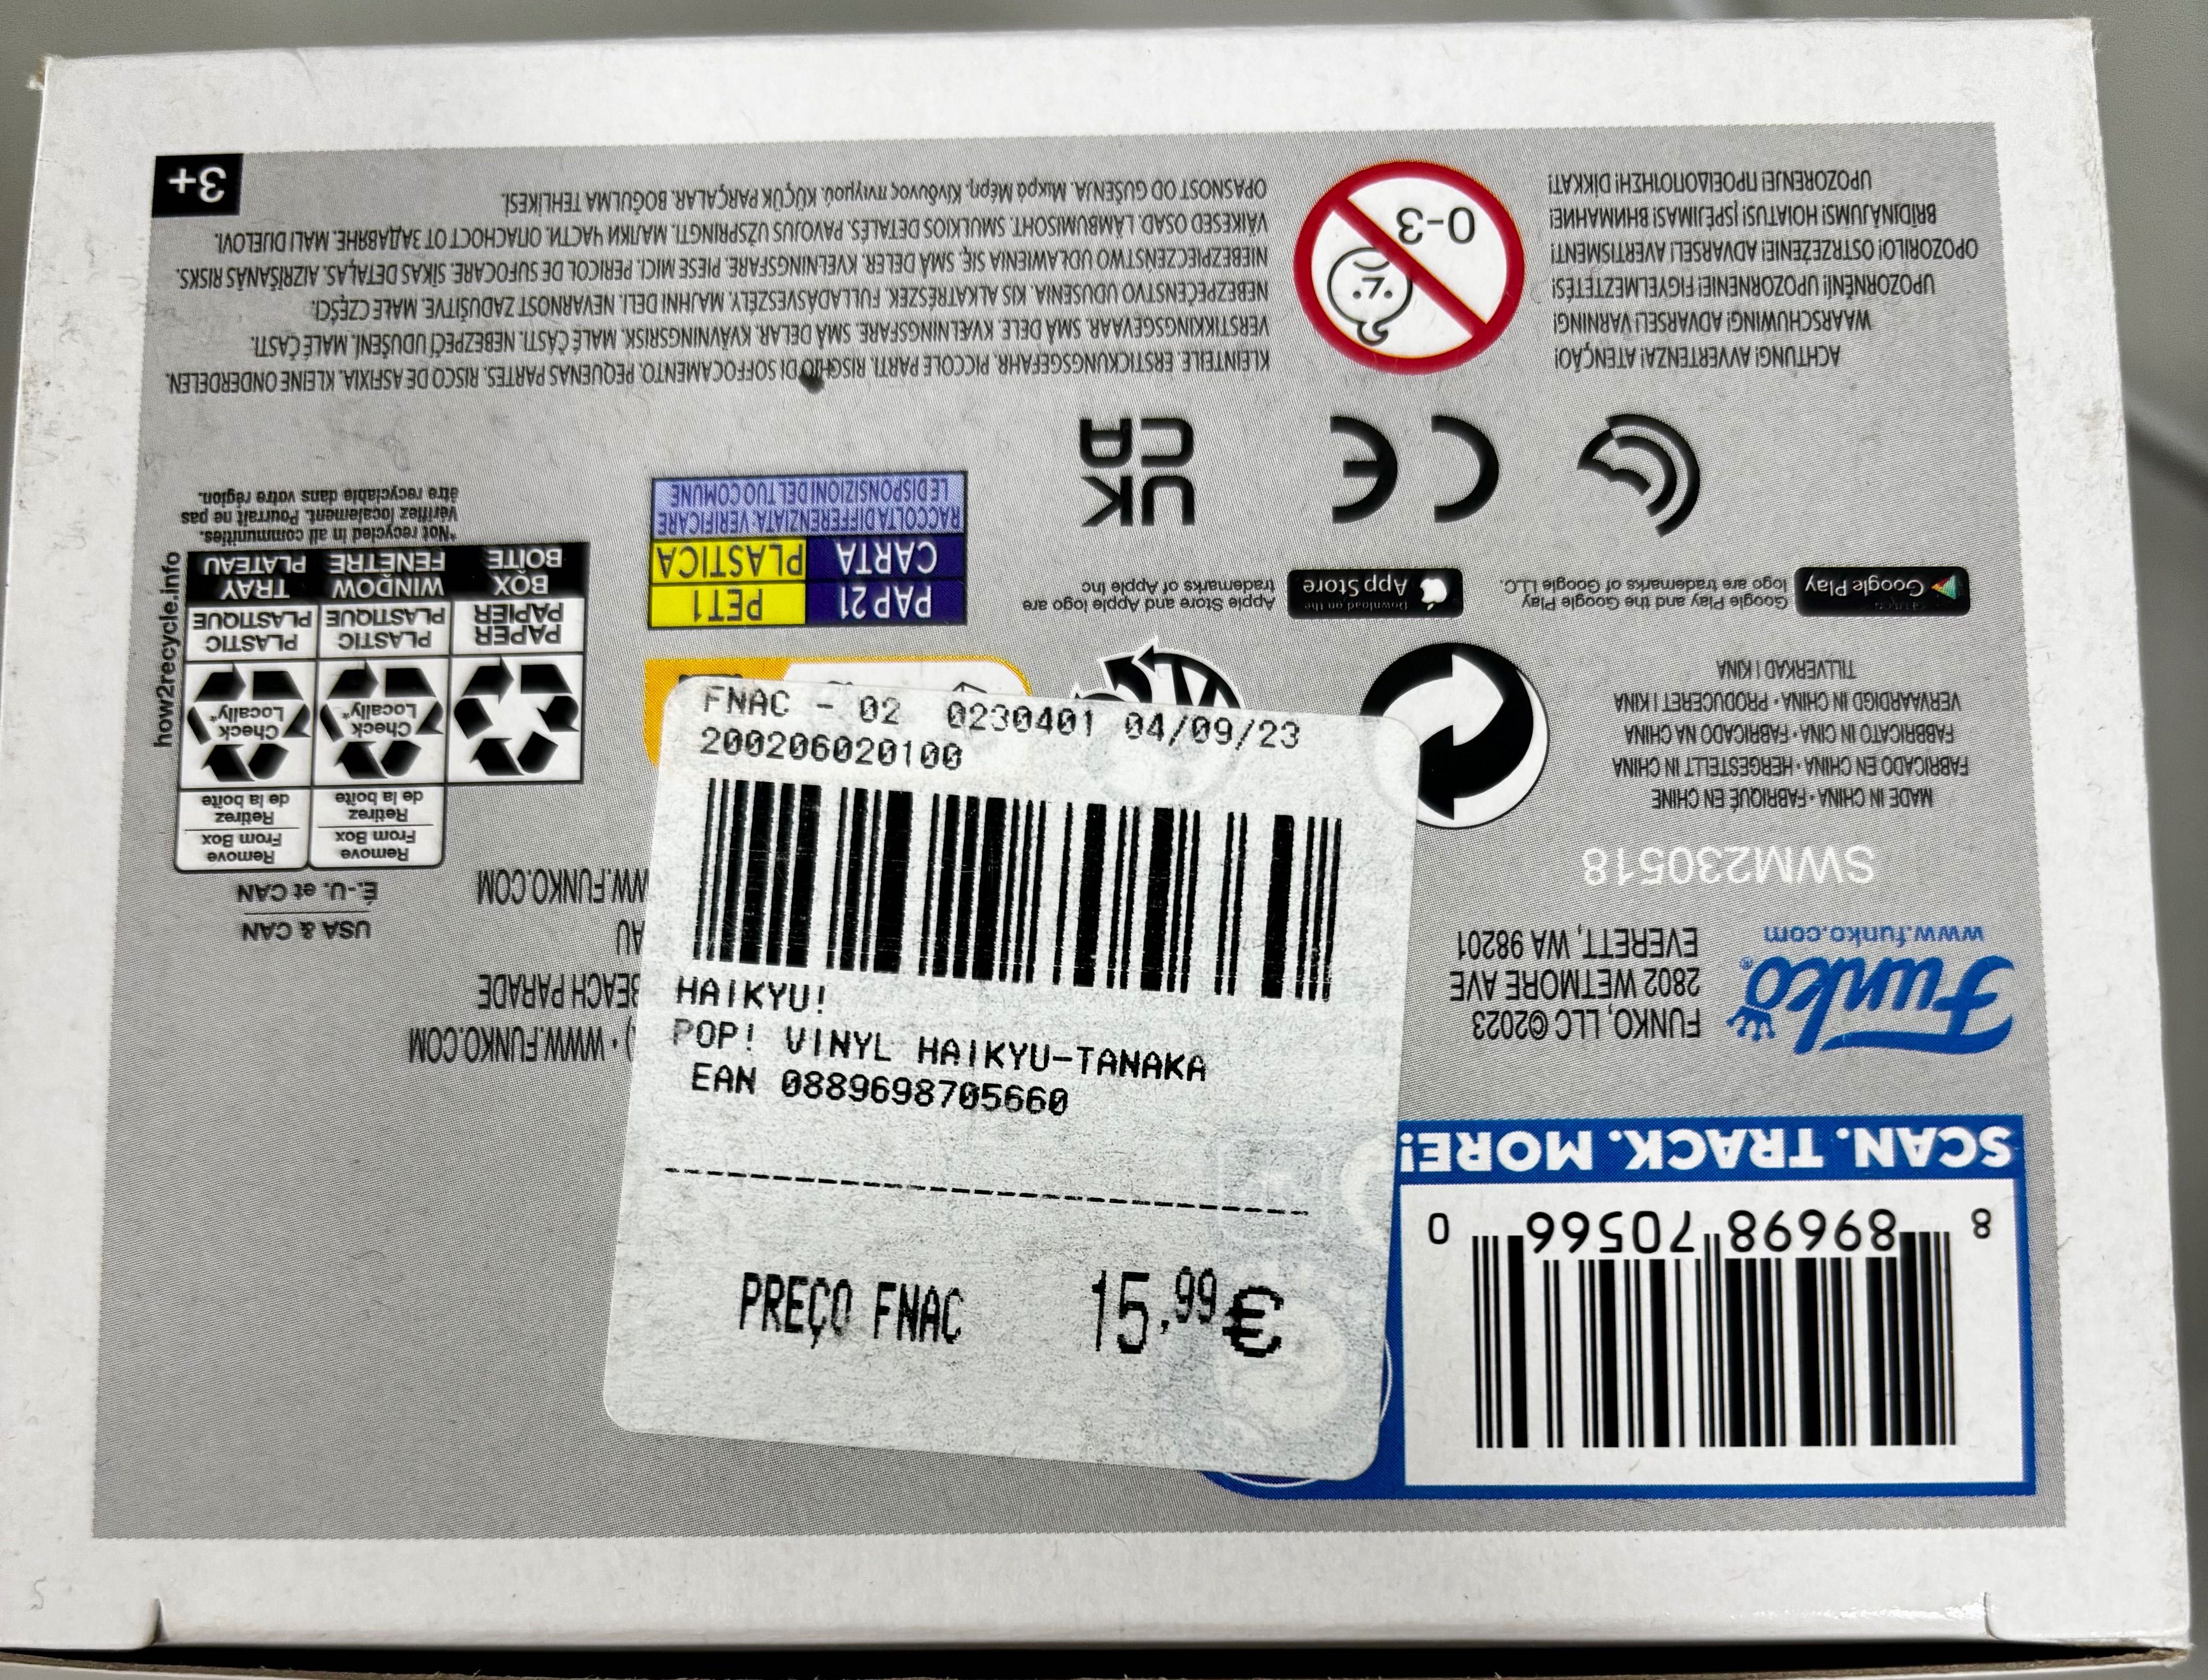 FNAC - 02 0230401 04/09/23
200206020100
HAIKYU!
POP! VINYL HAIKYU-TANAKA
EAN 0889698705660
PREÇO FNAC 15,99€
8 89698 70566 0
SCAN. TRACK. MORE!
Funko®
www.funko.com
FUNKO, LLC ©2023
2802 WETMORE AVE
EVERETT, WA 98201
SWM230518
MADE IN CHINA • FABRIQUÉ EN CHINE
FABRICADO EN CHINA • HERGESTELLT IN CHINA
FABBRICATO IN CINA • FABRICADO NA CHINA
VERVAARDIGD IN CHINA • PRODUCERET I KINA
TILLVERKAD I KINA
) • WWW.FUNKO.COM
BEACH PARADE
AU
WW.FUNKO.COM
USA & CAN
É.-U. et CAN
Remove
From Box
Retirez
de la boîte
Remove
From Box
Retirez
de la boîte
Check
Locally*
Check
Locally*
PAPER
PAPIER
PLASTIC
PLASTIQUE
PLASTIC
PLASTIQUE
BOX
BOÎTE
WINDOW
FENÊTRE
TRAY
PLATEAU
*Not recycled in all communities.
Vérifiez localement. Pourrait ne pas
être recyclable dans votre région.
how2recycle.info
Google Play
Google Play and the Google Play
logo are trademarks of Google LLC.
Download on the
App Store
Apple Store and Apple logo are
trademarks of Apple Inc
PAP21 PET1
CARTA PLASTICA
RACCOLTA DIFFERENZIATA: VERIFICARE
LE DISPONSIZIONI DEL TUO COMUNE
CE
UK
CA
ACHTUNG! AVVERTENZA! ATENÇÃO!
WAARSCHUWING! ADVARSEL! VARNING!
UPOZORNĚNÍ! UPOZORNENIE! FIGYELMEZTETÉS!
OPOZORILO! OSTRZEŻENIE! ADVARSEL! AVERTISMENT!
BRĪDINĀJUMS! HOIATUS! ĮSPĖJIMAS! ВНИМАНИЕ!
UPOZORENJE! ΠΡΟΕΙΔΟΠΟΙΗΣΗ! DİKKAT!
0-3
KLEINTEILE. ERSTICKUNGSGEFAHR. PICCOLE PARTI. RISCHIO DI SOFFOCAMENTO. PEQUENAS PARTES. RISCO DE ASFIXIA. KLEINE ONDERDELEN.
VERSTIKKINGSGEVAAR. SMÅ DELE. KVÆLNINGSFARE. SMÅ DELAR. KVÄVNINGSRISK. MALÉ ČÁSTI. NEBEZPEČÍ UDUŠENÍ. MALÉ ČASTI.
NEBEZPEČENSTVO UDUSENIA. KIS ALKATRÉSZEK. FULLADÁSVESZÉLY. MAJHNI DELI. NEVARNOST ZADUŠITVE. MAŁE CZĘŚCI.
NIEBEZPIECZEŃSTWO UDŁAWIENIA SIĘ. SMÅ DELER. KVELNINGSFARE. PIESE MICI. PERICOL DE SUFOCARE. SĪKAS DETAĻAS. AIZRĪŠANĀS RISKS.
VÄIKESED OSAD. LÄMBUMISOHT. SMULKIOS DETALĖS. PAVOJUS UŽSPRINGTI. МАЛКИ ЧАСТИ. ОПАСНОСТ ОТ ЗАДАВЯНЕ. MALI DIJELOVI.
OPASNOST OD GUŠENJA. Μικρά Μέρη. Κίνδυνος πνιγμού. KÜÇÜK PARÇALAR. BOĞULMA TEHLİKESİ.
3+